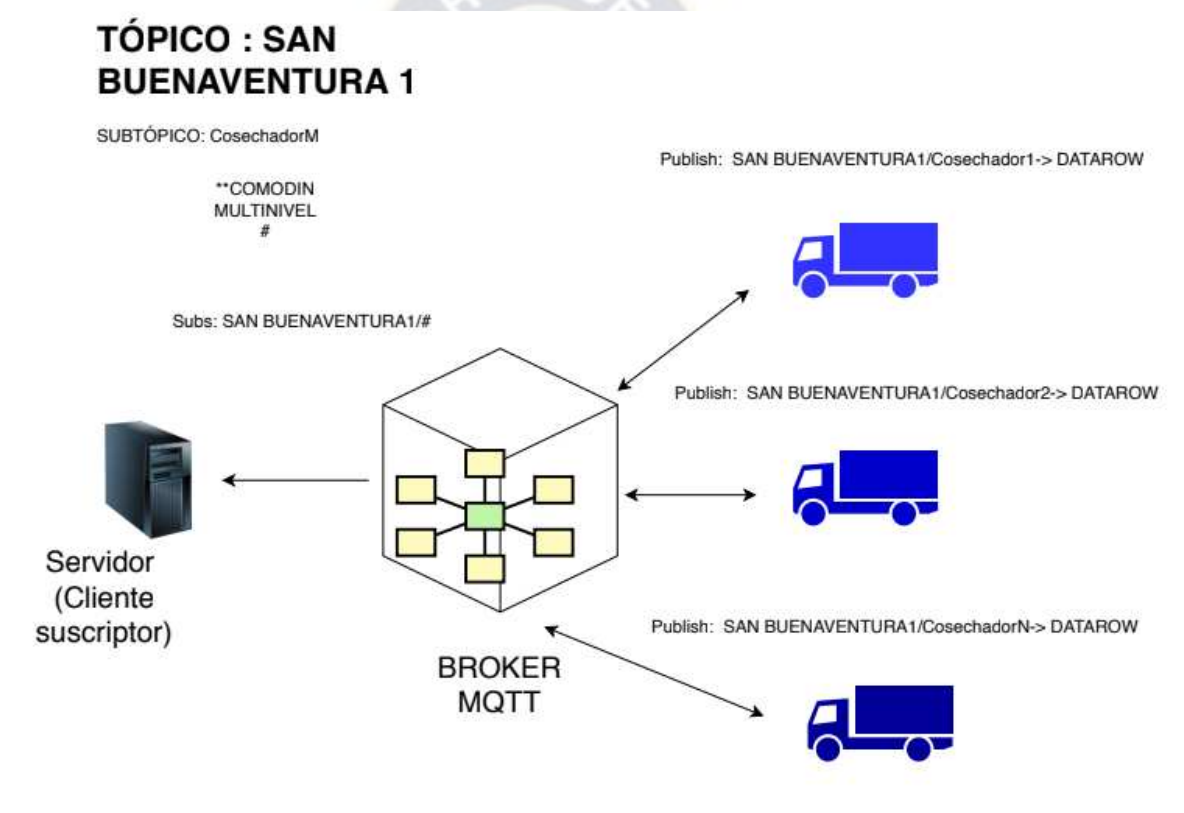 TÓPICO : SAN
BUENAVENTURA 1
SUBTÓPICO: CosechadorM
**COMODIN
MULTINIVEL
#
Subs: SAN BUENAVENTURA1/#
Publish: SAN BUENAVENTURA1/Cosechador1-> DATAROW
Publish: SAN BUENAVENTURA1/Cosechador2-> DATAROW
Publish: SAN BUENAVENTURA1/CosechadorN-> DATAROW
Servidor
(Cliente
suscriptor)
BROKER
MQTT